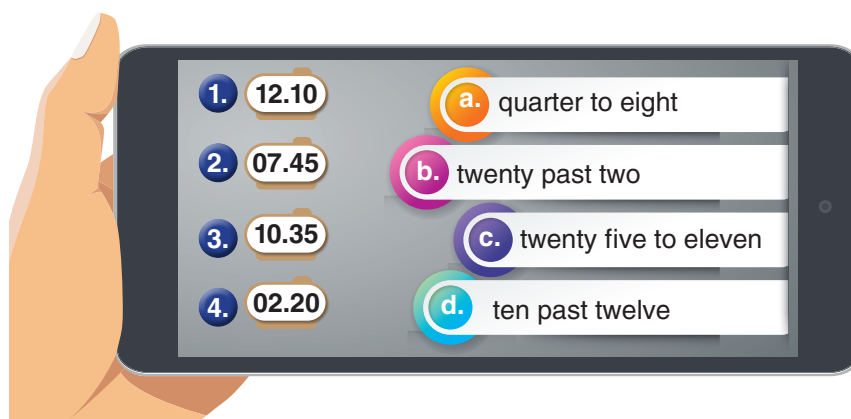 1. 12.10
a. quarter to eight
2. 07.45
b. twenty past two
3. 10.35
c. twenty five to eleven
4. 02.20
d. ten past twelve